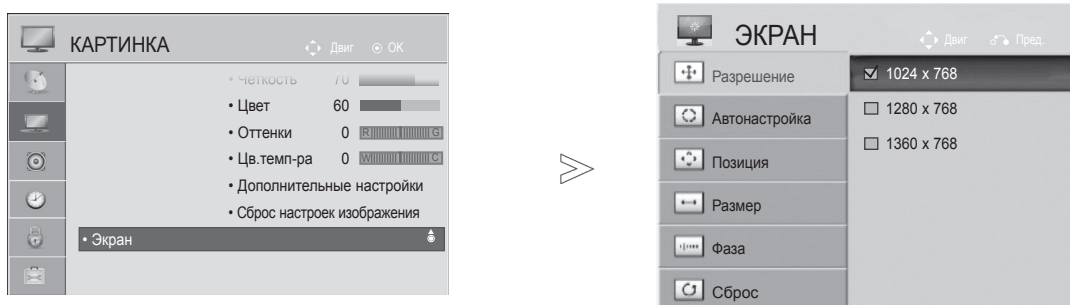 КАРТИНКА
Двиг
OK
• Четкость 70
• Цвет 60
• Оттенки 0 R G
• Цв.темп-ра 0 W C
• Дополнительные настройки
• Сброс настроек изображения
• Экран
ЭКРАН
Двиг
Пред.
Разрешение
1024 x 768
Автонастройка
1280 x 768
1360 x 768
Позиция
Размер
Фаза
Сброс